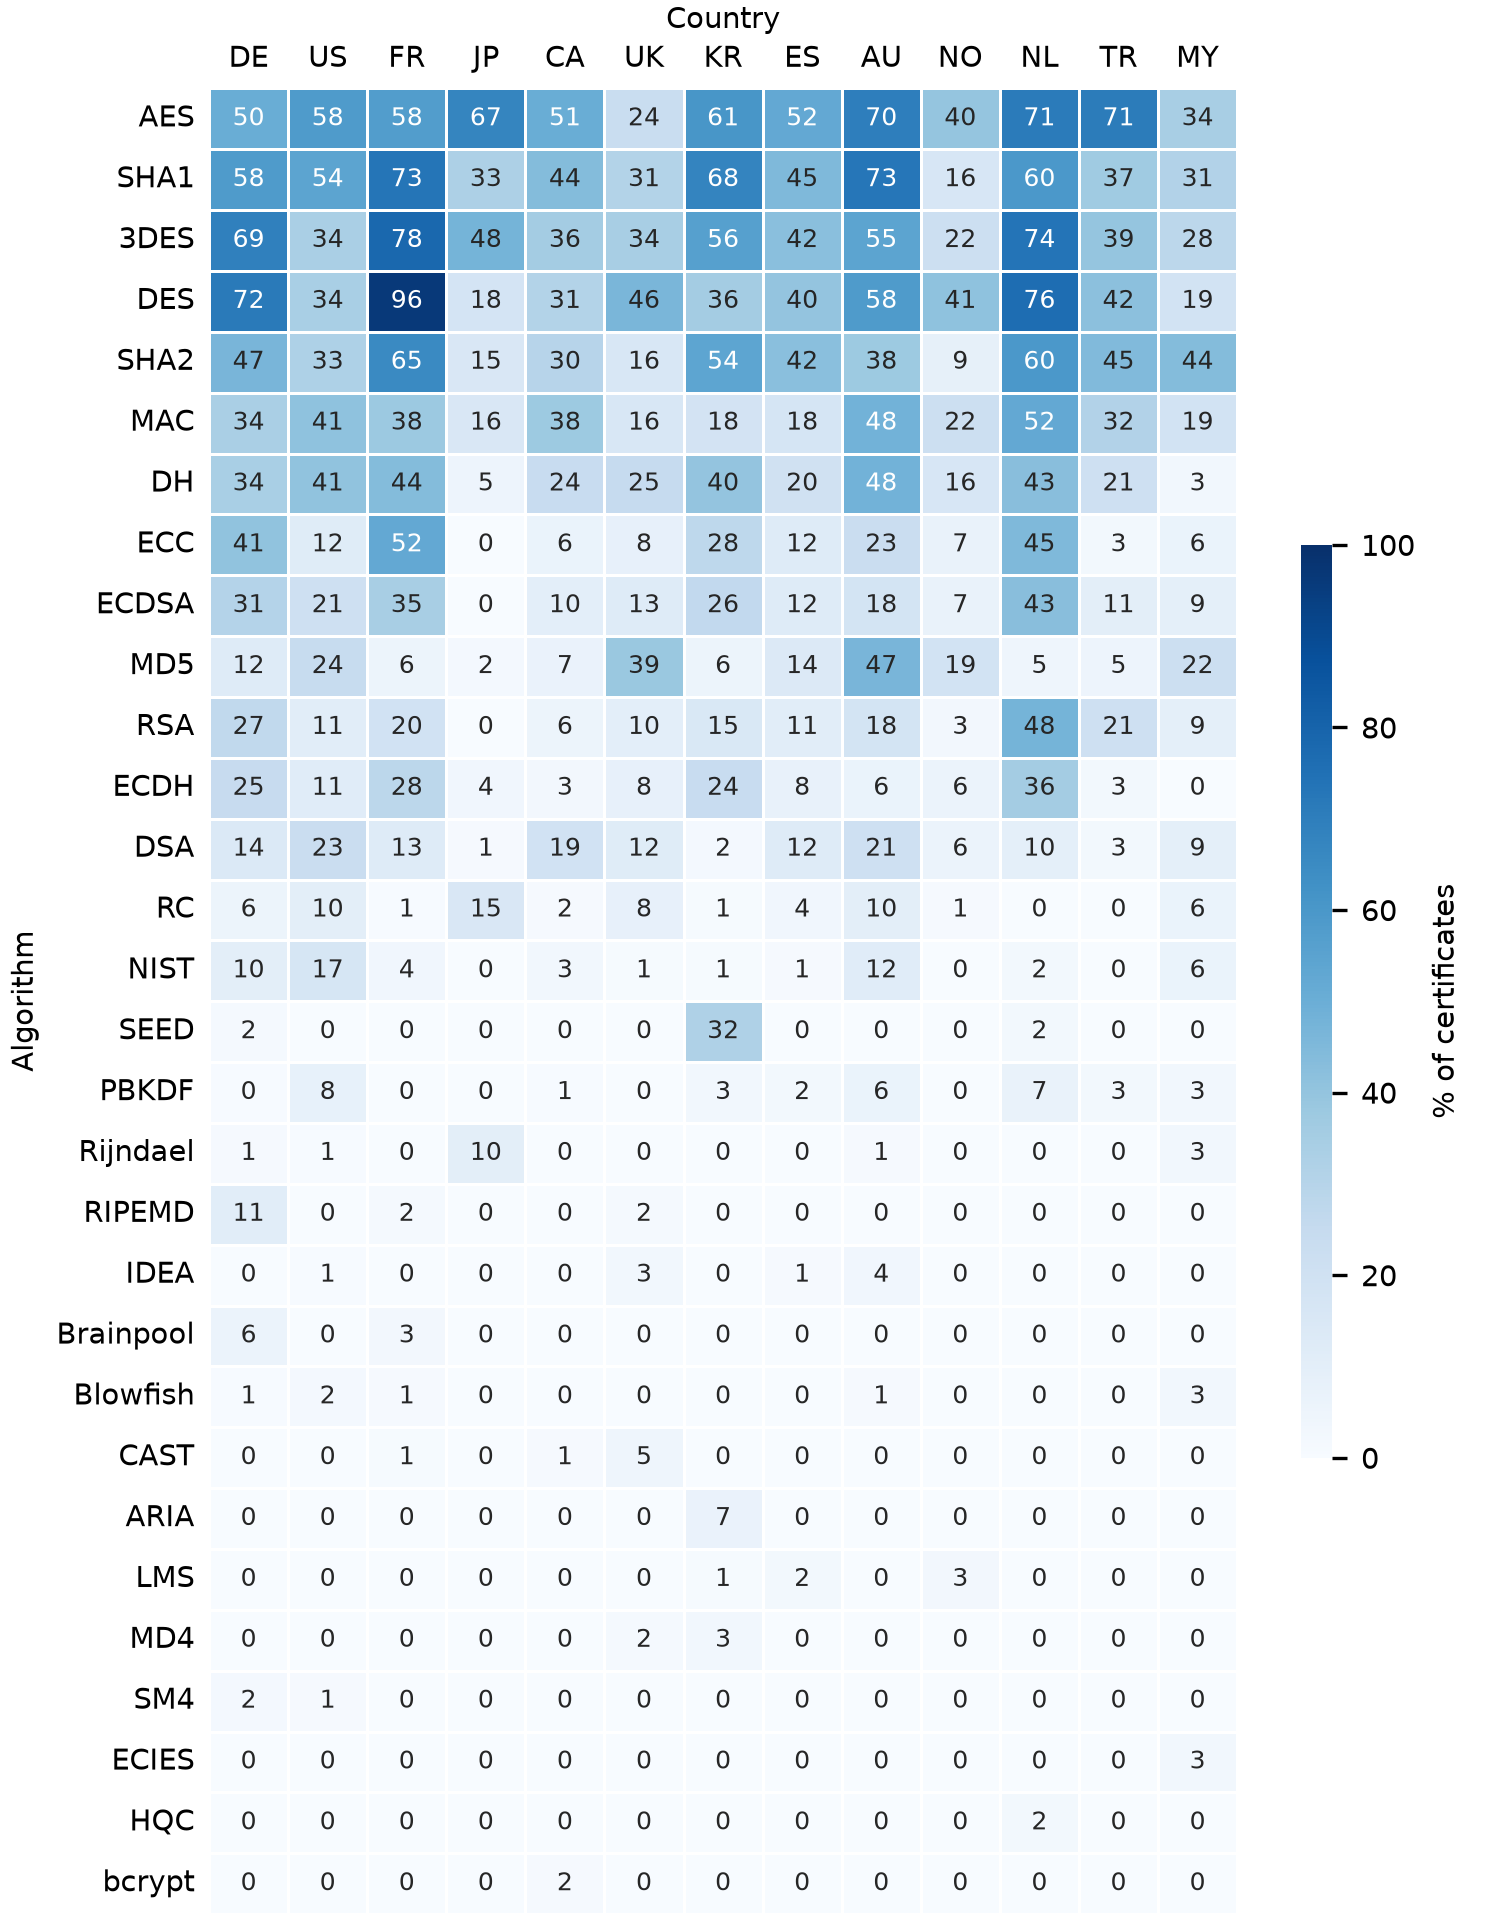 Country
DE US FR JP CA UK KR ES AU NO NL TR MY
AES 50 58 58 67 51 24 61 52 70 40 71 71 34
SHA1 58 54 73 33 44 31 68 45 73 16 60 37 31
3DES 69 34 78 48 36 34 56 42 55 22 74 39 28
DES 72 34 96 18 31 46 36 40 58 41 76 42 19
SHA2 47 33 65 15 30 16 54 42 38 9 60 45 44
MAC 34 41 38 16 38 16 18 18 48 22 52 32 19
DH 34 41 44 5 24 25 40 20 48 16 43 21 3
ECC 41 12 52 0 6 8 28 12 23 7 45 3 6
ECDSA 31 21 35 0 10 13 26 12 18 7 43 11 9
MD5 12 24 6 2 7 39 6 14 47 19 5 5 22
RSA 27 11 20 0 6 10 15 11 18 3 48 21 9
ECDH 25 11 28 4 3 8 24 8 6 6 36 3 0
DSA 14 23 13 1 19 12 2 12 21 6 10 3 9
RC 6 10 1 15 2 8 1 4 10 1 0 0 6
NIST 10 17 4 0 3 1 1 1 12 0 2 0 6
SEED 2 0 0 0 0 0 32 0 0 0 2 0 0
PBKDF 0 8 0 0 1 0 3 2 6 0 7 3 3
Rijndael 1 1 0 10 0 0 0 0 1 0 0 0 3
RIPEMD 11 0 2 0 0 2 0 0 0 0 0 0 0
IDEA 0 1 0 0 0 3 0 1 4 0 0 0 0
Brainpool 6 0 3 0 0 0 0 0 0 0 0 0 0
Blowfish 1 2 1 0 0 0 0 0 1 0 0 0 3
CAST 0 0 1 0 1 5 0 0 0 0 0 0 0
ARIA 0 0 0 0 0 0 7 0 0 0 0 0 0
LMS 0 0 0 0 0 0 1 2 0 3 0 0 0
MD4 0 0 0 0 0 2 3 0 0 0 0 0 0
SM4 2 1 0 0 0 0 0 0 0 0 0 0 0
ECIES 0 0 0 0 0 0 0 0 0 0 0 0 3
HQC 0 0 0 0 0 0 0 0 0 0 2 0 0
bcrypt 0 0 0 0 2 0 0 0 0 0 0 0 0
Algorithm
100
80
60
40
20
0
% of certificates